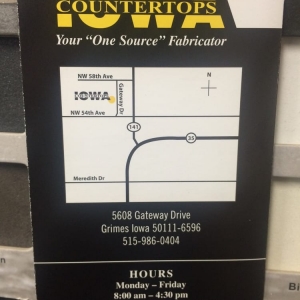 COUNTERTOPS
IOWA
Your "One Source" Fabricator
NW 58th Ave
N
IOWA
Gateway Dr
NW 54th Ave
141
35
Meredith Dr
5608 Gateway Drive
Grimes Iowa 50111-6596
515-986-0404
HOURS
Monday – Friday
8:00 am – 4:30 pm